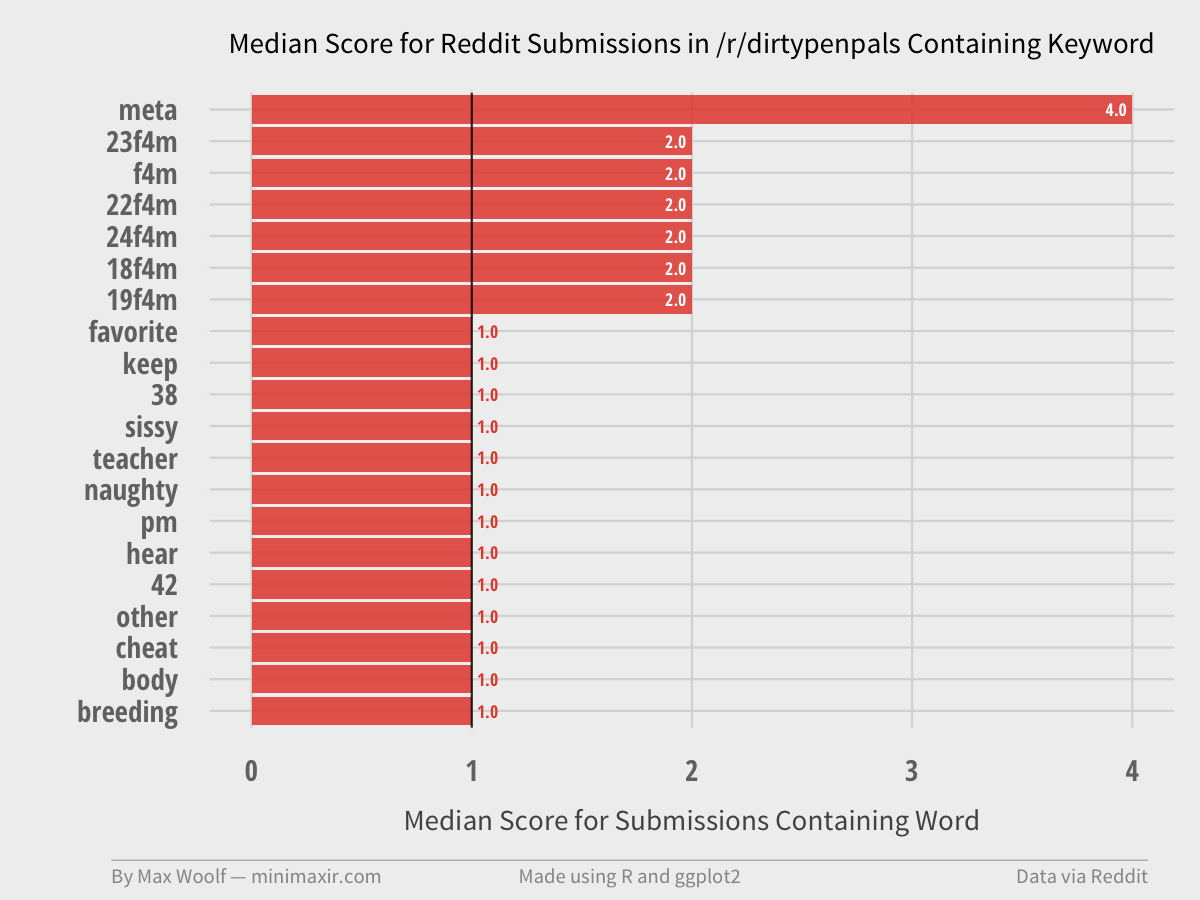 Median Score for Reddit Submissions in /r/dirtypenpals Containing Keyword
meta 4.0
23f4m 2.0
f4m 2.0
22f4m 2.0
24f4m 2.0
18f4m 2.0
19f4m 2.0
favorite 1.0
keep 1.0
38 1.0
sissy 1.0
teacher 1.0
naughty 1.0
pm 1.0
hear 1.0
42 1.0
other 1.0
cheat 1.0
body 1.0
breeding 1.0
0 1 2 3 4
Median Score for Submissions Containing Word
By Max Woolf — minimaxir.com Made using R and ggplot2 Data via Reddit